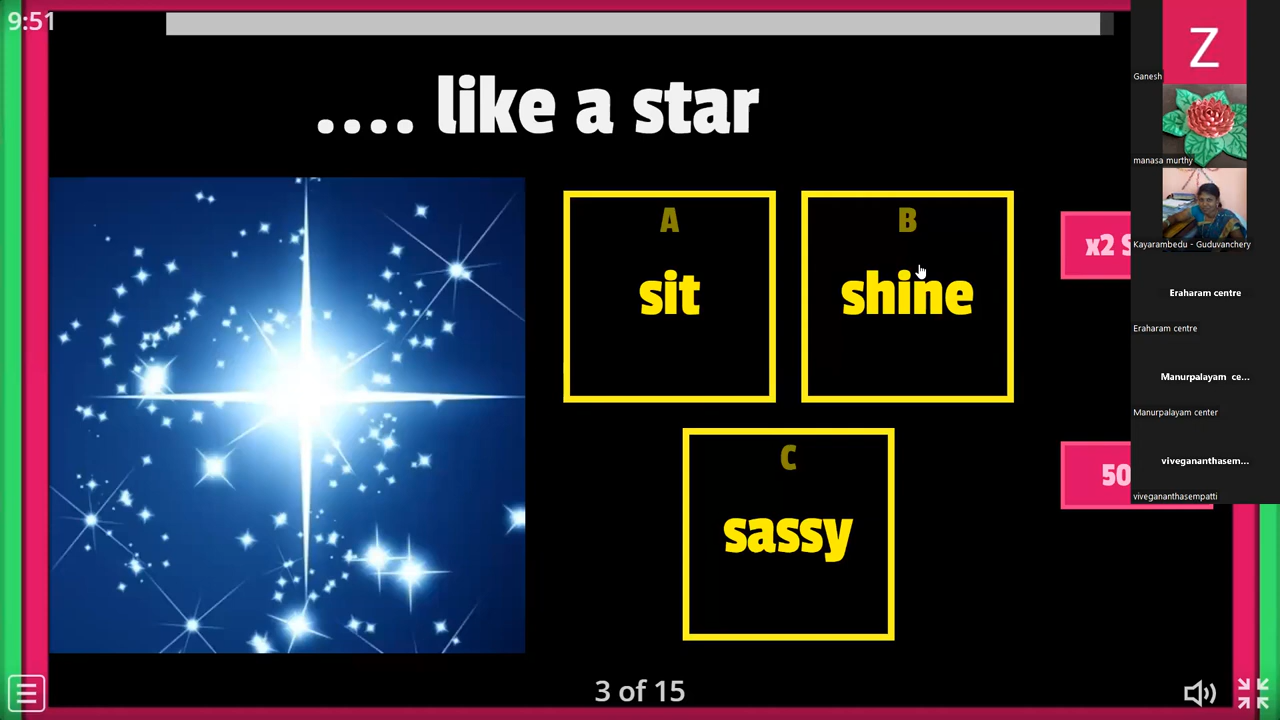 9:51
.... like a star
A
sit
B
shine
C
sassy
x2 S
50
3 of 15
Z
Ganesh
manasa murthy
Kayarambedu - Guduvanchery
Eraharam centre
Eraharam centre
Manurpalayam ce...
Manurpalayam center
vivegananthasem...
vivegananthasempatti